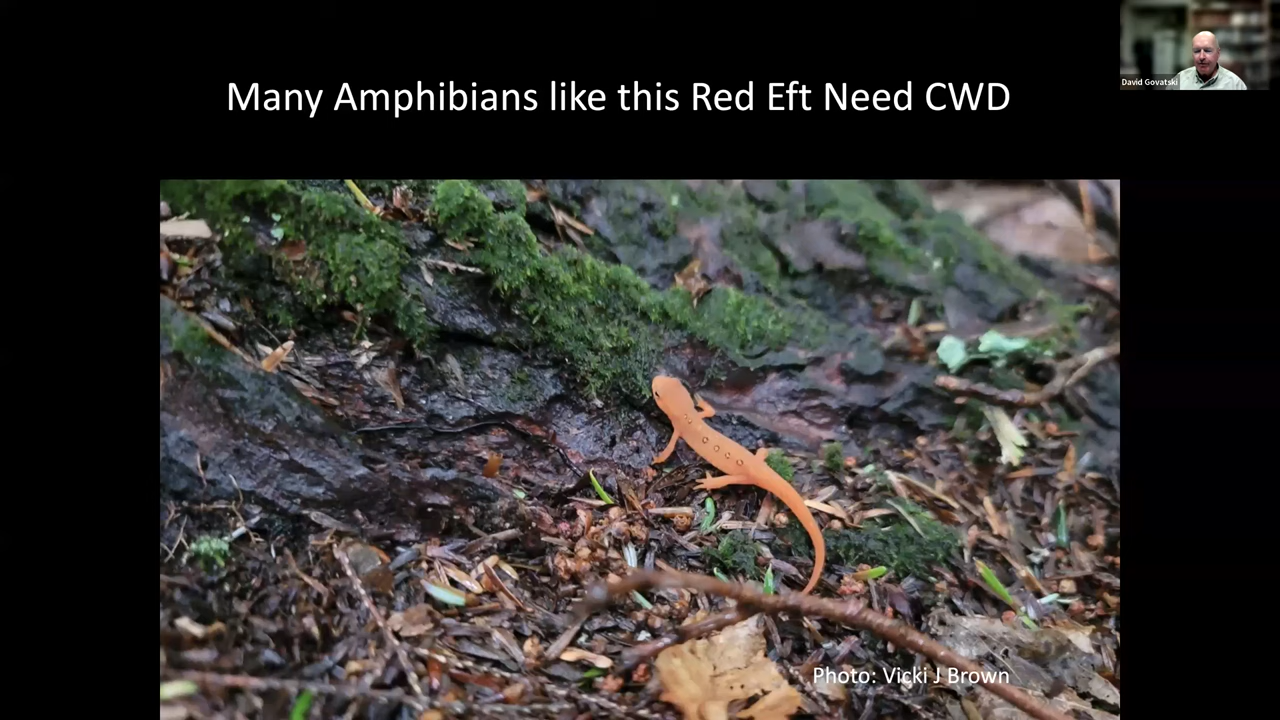 Many Amphibians like this Red Eft Need CWD
David Govatski
Photo: Vicki J Brown